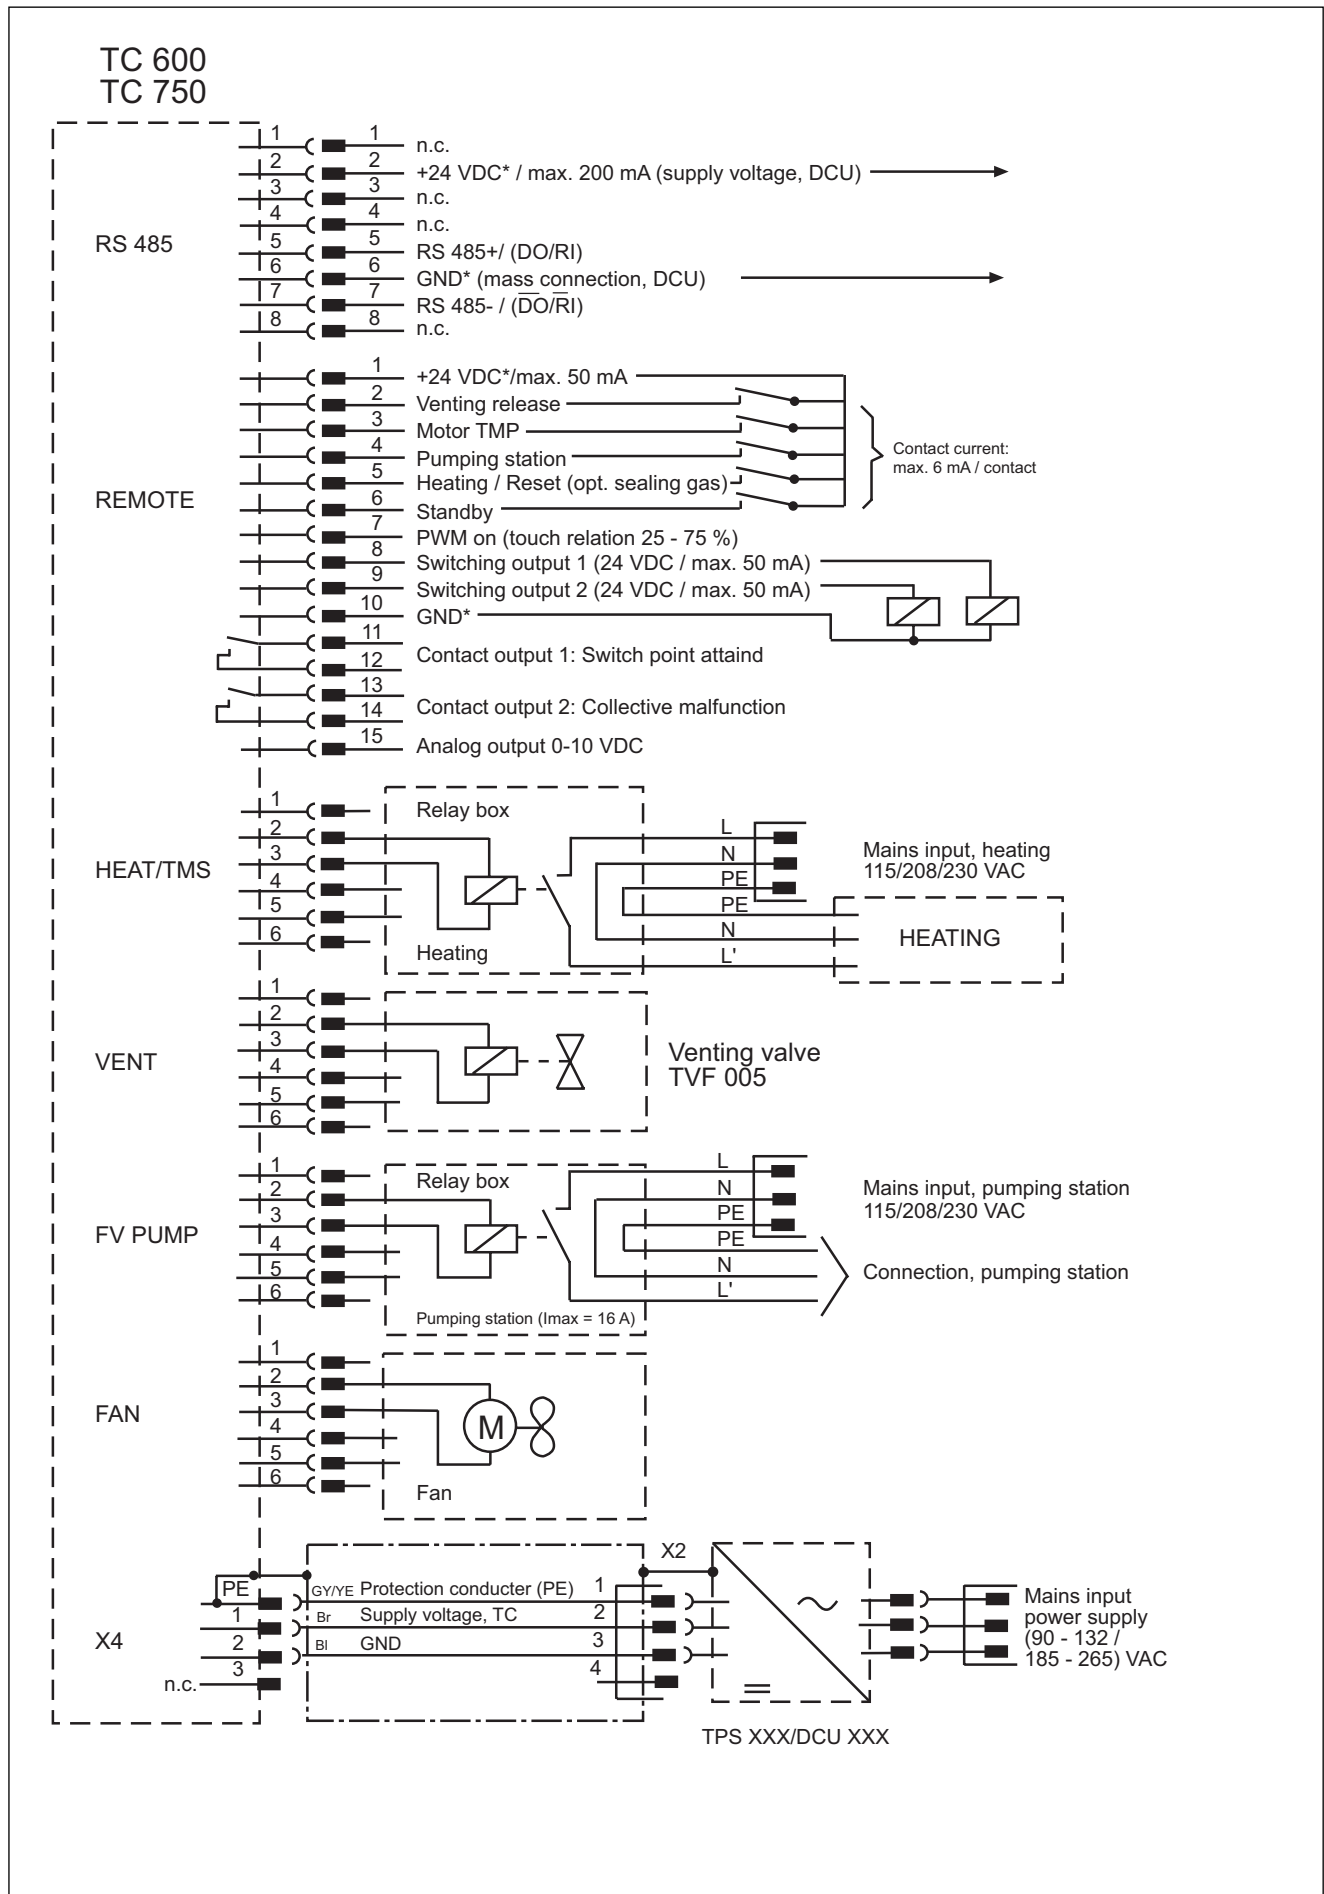 TC 600
TC 750
RS 485
1 1 n.c.
2 2 +24 VDC* / max. 200 mA (supply voltage, DCU)
3 3 n.c.
4 4 n.c.
5 5 RS 485+/ (DO/RI)
6 6 GND* (mass connection, DCU)
7 7 RS 485- / (D̅O̅/R̅I)
8 8 n.c.
REMOTE
1 +24 VDC*/max. 50 mA
2 Venting release
3 Motor TMP
4 Pumping station
5 Heating / Reset (opt. sealing gas)
6 Standby
Contact current:
max. 6 mA / contact
7 PWM on (touch relation 25 - 75 %)
8 Switching output 1 (24 VDC / max. 50 mA)
9 Switching output 2 (24 VDC / max. 50 mA)
10 GND*
11
12 Contact output 1: Switch point attaind
13
14 Contact output 2: Collective malfunction
15 Analog output 0-10 VDC
HEAT/TMS
1
2
3
4
5
6
Relay box
Heating
L
N
PE
PE
N
L'
Mains input, heating
115/208/230 VAC
HEATING
VENT
1
2
3
4
5
6
Venting valve
TVF 005
FV PUMP
1
2
3
4
5
6
Relay box
Pumping station (Imax = 16 A)
L
N
PE
PE
N
L'
Mains input, pumping station
115/208/230 VAC
Connection, pumping station
FAN
1
2
3
4
5
6
M
Fan
X4
PE
1
2
3
n.c.
GY/YE Protection conducter (PE) 1
Br Supply voltage, TC 2
Bl GND 3
4
X2
Mains input
power supply
(90 - 132 /
185 - 265) VAC
TPS XXX/DCU XXX